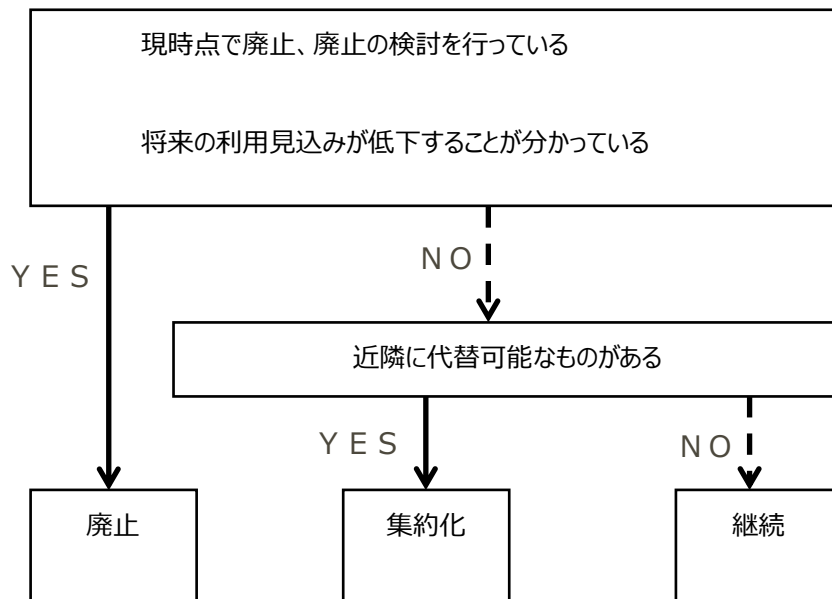 現時点で廃止、廃止の検討を行っている
将来の利用見込みが低下することが分かっている
YES
NO
近隣に代替可能なものがある
YES
NO
廃止
集約化
継続